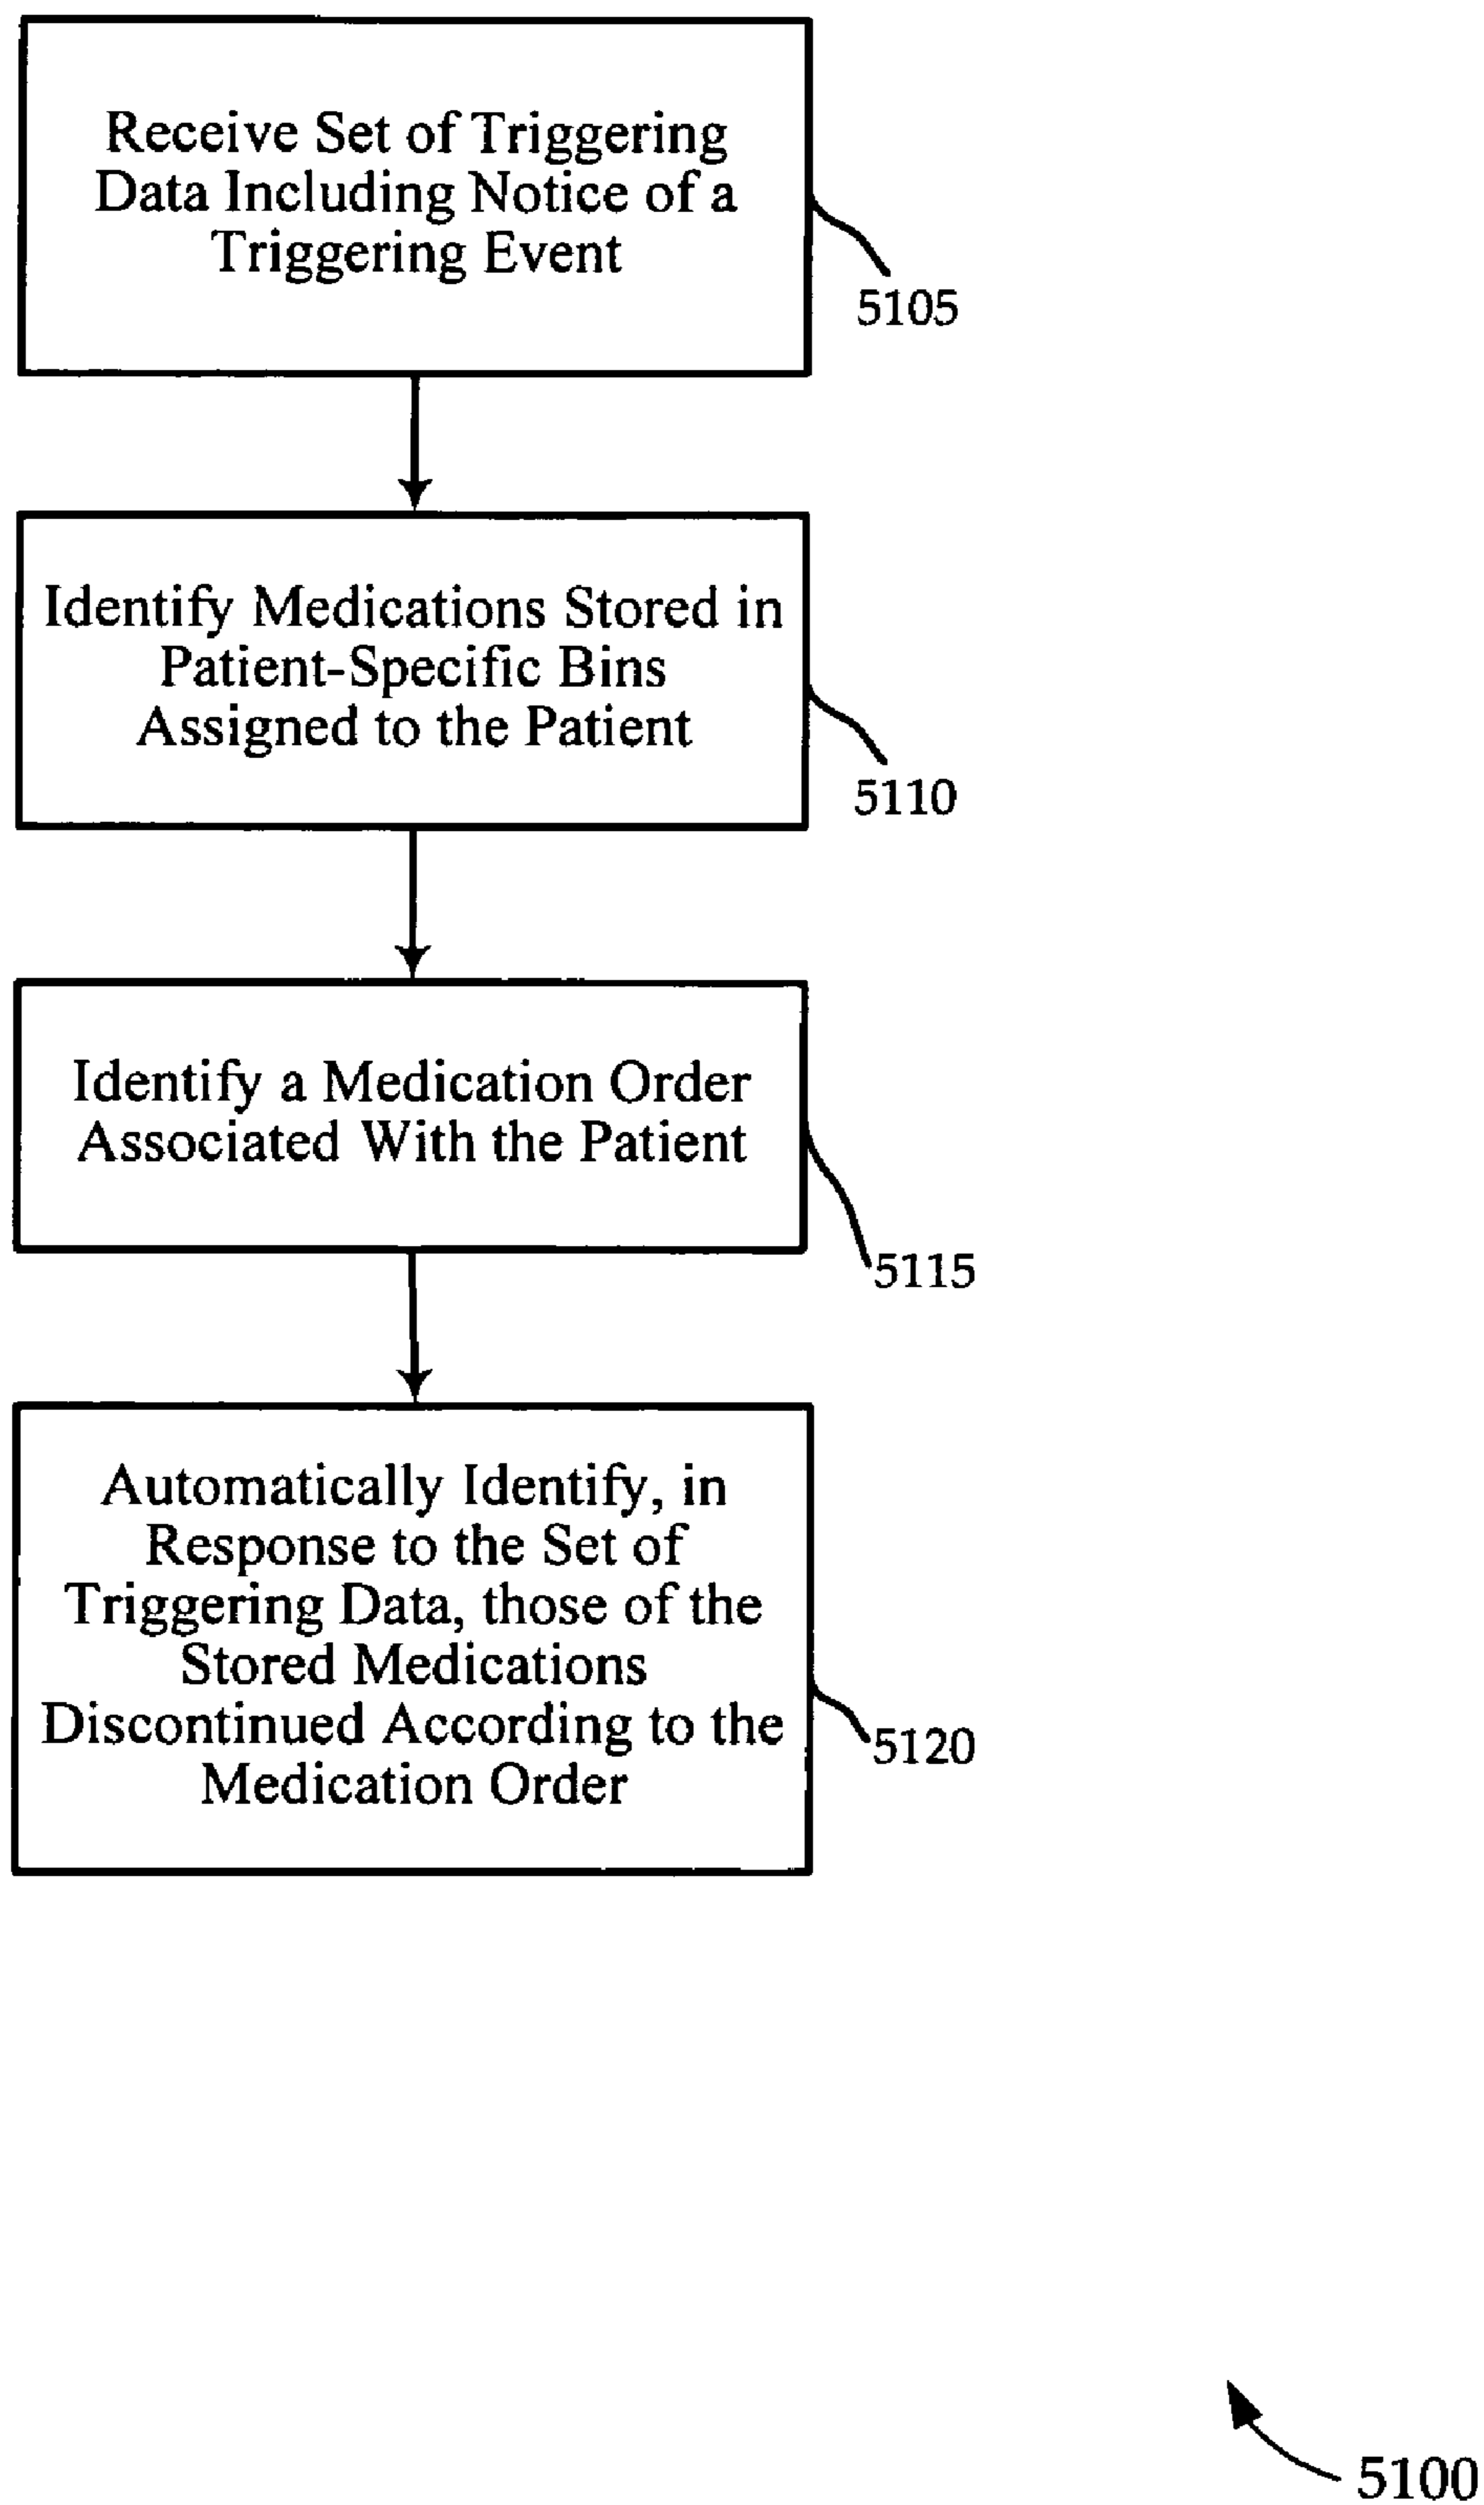 Receive Set of Triggering
Data Including Notice of a
Triggering Event
5105
Identify Medications Stored in
Patient-Specific Bins
Assigned to the Patient
5110
Identify a Medication Order
Associated With the Patient
5115
Automatically Identify, in
Response to the Set of
Triggering Data, those of the
Stored Medications
Discontinued According to the
Medication Order
5120
5100